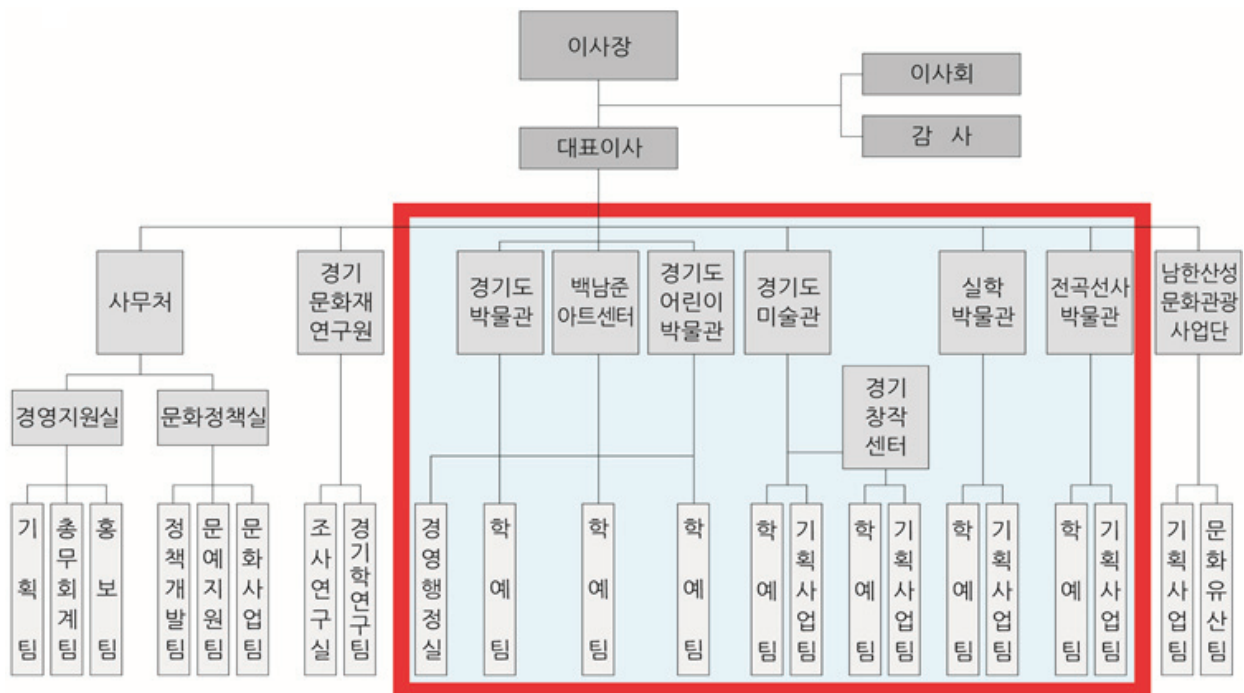 이사장
이사회
감 사
대표이사
사무처
경기
문화재
연구원
경기도
박물관
백남준
아트센터
경기도
어린이
박물관
경기도
미술관
실학
박물관
전곡선사
박물관
남한산성
문화관광
사업단
경영지원실
문화정책실
경기
창작
센터
기획팀
총무회계팀
홍보팀
정책개발팀
문예지원팀
문화사업팀
조사연구실
경기학연구팀
경영행정실
학예팀
학예팀
학예팀
학예팀
기획사업팀
학예팀
기획사업팀
학예팀
기획사업팀
학예팀
기획사업팀
기획사업팀
문화유산팀